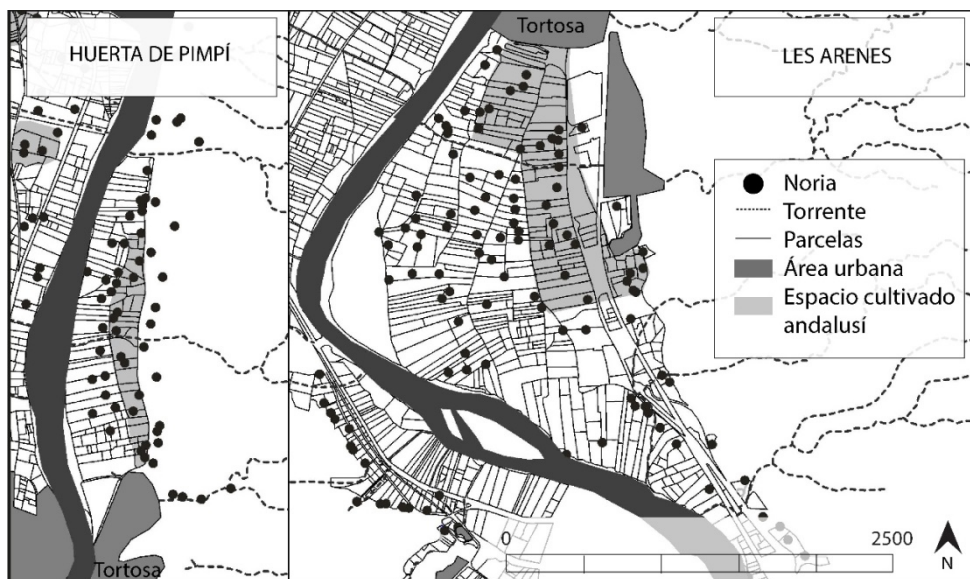 HUERTA DE PIMPÍ
Tortosa
Tortosa
LES ARENES
Noria
Torrente
Parcelas
Área urbana
Espacio cultivado
andalusí
0
2500
N